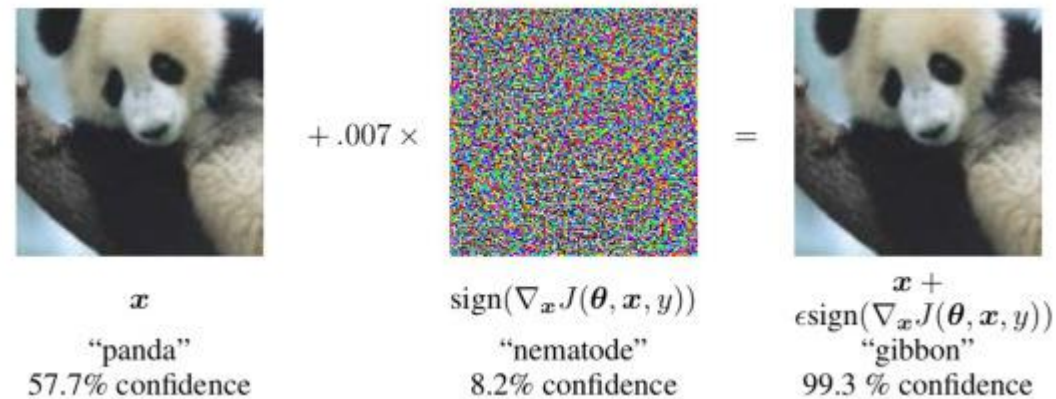 + .007 ×
=
x
sign(∇ₓJ(θ, x, y))
x +
ϵsign(∇ₓJ(θ, x, y))
“panda”
“nematode”
“gibbon”
57.7% confidence
8.2% confidence
99.3 % confidence